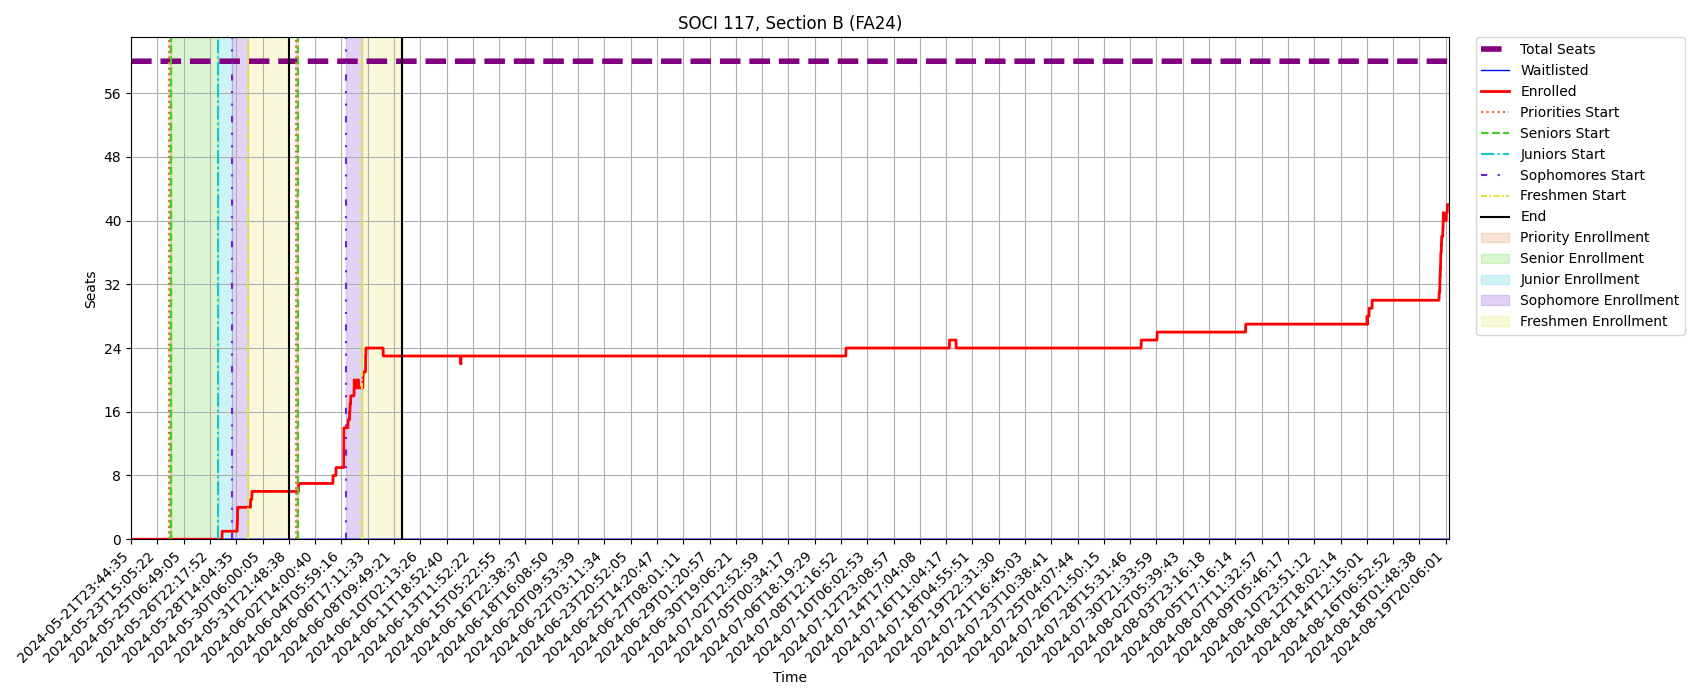 SOCI 117, Section B (FA24)
Seats
56
48
40
32
24
16
8
0
2024-05-21T23:44:35
2024-05-23T15:05:22
2024-05-25T06:49:05
2024-05-26T22:17:52
2024-05-28T14:04:35
2024-05-30T06:00:05
2024-05-31T21:48:38
2024-06-02T14:00:40
2024-06-04T05:59:16
2024-06-06T17:11:33
2024-06-08T09:49:21
2024-06-10T02:13:26
2024-06-11T18:52:40
2024-06-13T11:52:22
2024-06-15T05:22:55
2024-06-16T22:38:37
2024-06-18T16:08:50
2024-06-20T09:53:39
2024-06-22T03:11:34
2024-06-23T20:52:05
2024-06-25T14:20:47
2024-06-27T08:01:11
2024-06-29T01:20:57
2024-06-30T19:06:21
2024-07-02T12:52:59
2024-07-05T00:34:17
2024-07-06T18:19:29
2024-07-08T12:16:52
2024-07-10T06:02:53
2024-07-12T23:08:57
2024-07-14T17:04:08
2024-07-16T11:04:17
2024-07-18T04:55:51
2024-07-19T22:31:30
2024-07-21T16:45:03
2024-07-23T10:38:41
2024-07-25T04:07:44
2024-07-26T21:50:15
2024-07-28T15:31:46
2024-07-30T21:33:59
2024-08-02T05:39:43
2024-08-03T23:16:18
2024-08-05T17:16:14
2024-08-07T11:32:57
2024-08-09T05:46:17
2024-08-10T23:51:12
2024-08-12T18:02:14
2024-08-14T12:15:01
2024-08-16T06:52:52
2024-08-18T01:48:38
2024-08-19T20:06:01
Time
Total Seats
Waitlisted
Enrolled
Priorities Start
Seniors Start
Juniors Start
Sophomores Start
Freshmen Start
End
Priority Enrollment
Senior Enrollment
Junior Enrollment
Sophomore Enrollment
Freshmen Enrollment